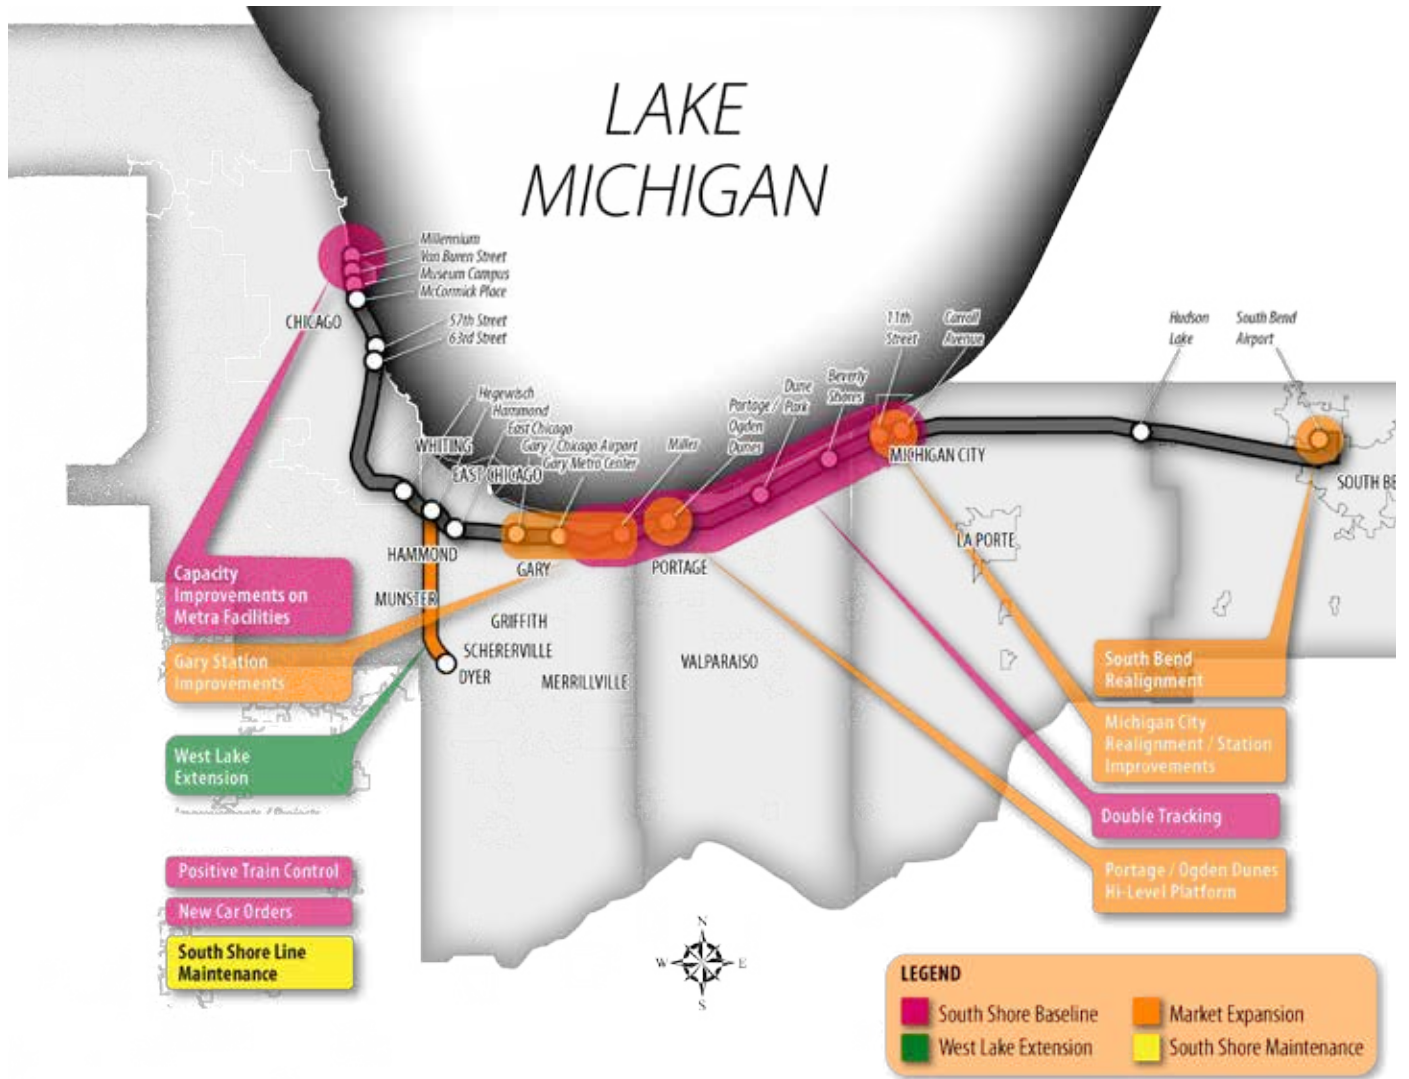 LAKE
MICHIGAN
Millennium
Van Buren Street
Museum Campus
McCormick Place
CHICAGO
57th Street
63rd Street
11th
Street
Carroll
Avenue
Hudson
Lake
South Bend
Airport
Hegewisch
Hammond
East Chicago
Gary / Chicago Airport
Gary Metro Center
WHITING
EAST CHICAGO
Miller
Portage /
Ogden
Dunes
Dune
Park
Beverly
Shores
MICHIGAN CITY
SOUTH BE
LA PORTE
HAMMOND
GARY
PORTAGE
MUNSTER
GRIFFITH
SCHERERVILLE
DYER
MERRILLVILLE
VALPARAISO
Capacity
Improvements on
Metra Facilities
Gary Station
Improvements
West Lake
Extension
Positive Train Control
New Car Orders
South Shore Line
Maintenance
South Bend
Realignment
Michigan City
Realignment / Station
Improvements
Double Tracking
Portage / Ogden Dunes
Hi-Level Platform
N
W E
S
LEGEND
South Shore Baseline
Market Expansion
West Lake Extension
South Shore Maintenance